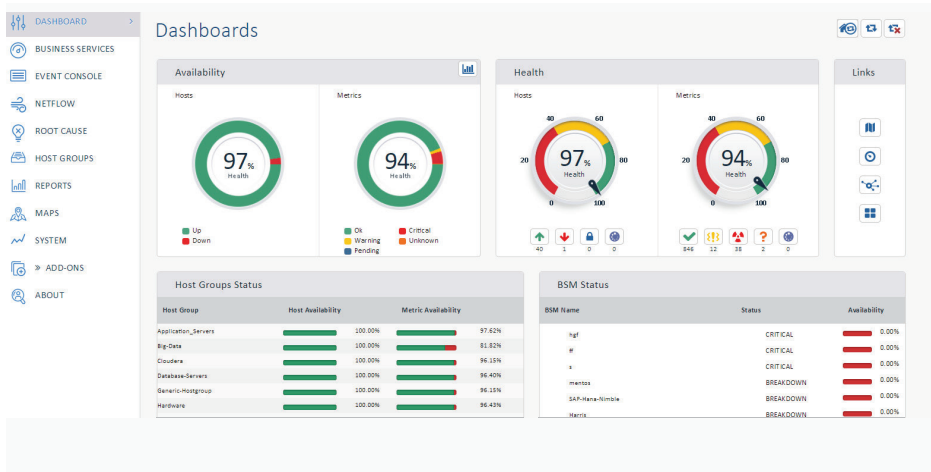 DASHBOARD
BUSINESS SERVICES
EVENT CONSOLE
NETFLOW
ROOT CAUSE
HOST GROUPS
REPORTS
MAPS
SYSTEM
» ADD-ONS
ABOUT
Dashboards
Availability
Hosts
97%
Health
Up
Down
Metrics
94%
Health
Ok
Critical
Warning
Unknown
Pending
Health
Hosts
40 60
20 80
0 100
97%
Health
40 1 0 0
Metrics
40 60
20 80
0 100
94%
Health
846 12 38 2 0
Links
Host Groups Status
Host Group Host Availability Metric Availability
Application_Servers 100.00% 97.62%
Big-Data 100.00% 81.82%
Cloudera 100.00% 96.15%
Database-Servers 100.00% 96.40%
Generic-Hostgroup 100.00% 96.15%
Hardware 100.00% 96.43%
BSM Status
BSM Name Status Availability
hgf CRITICAL 0.00%
ff CRITICAL 0.00%
s CRITICAL 0.00%
mentos BREAKDOWN 0.00%
SAP-Hana-Nimble BREAKDOWN 0.00%
Harris BREAKDOWN 0.00%